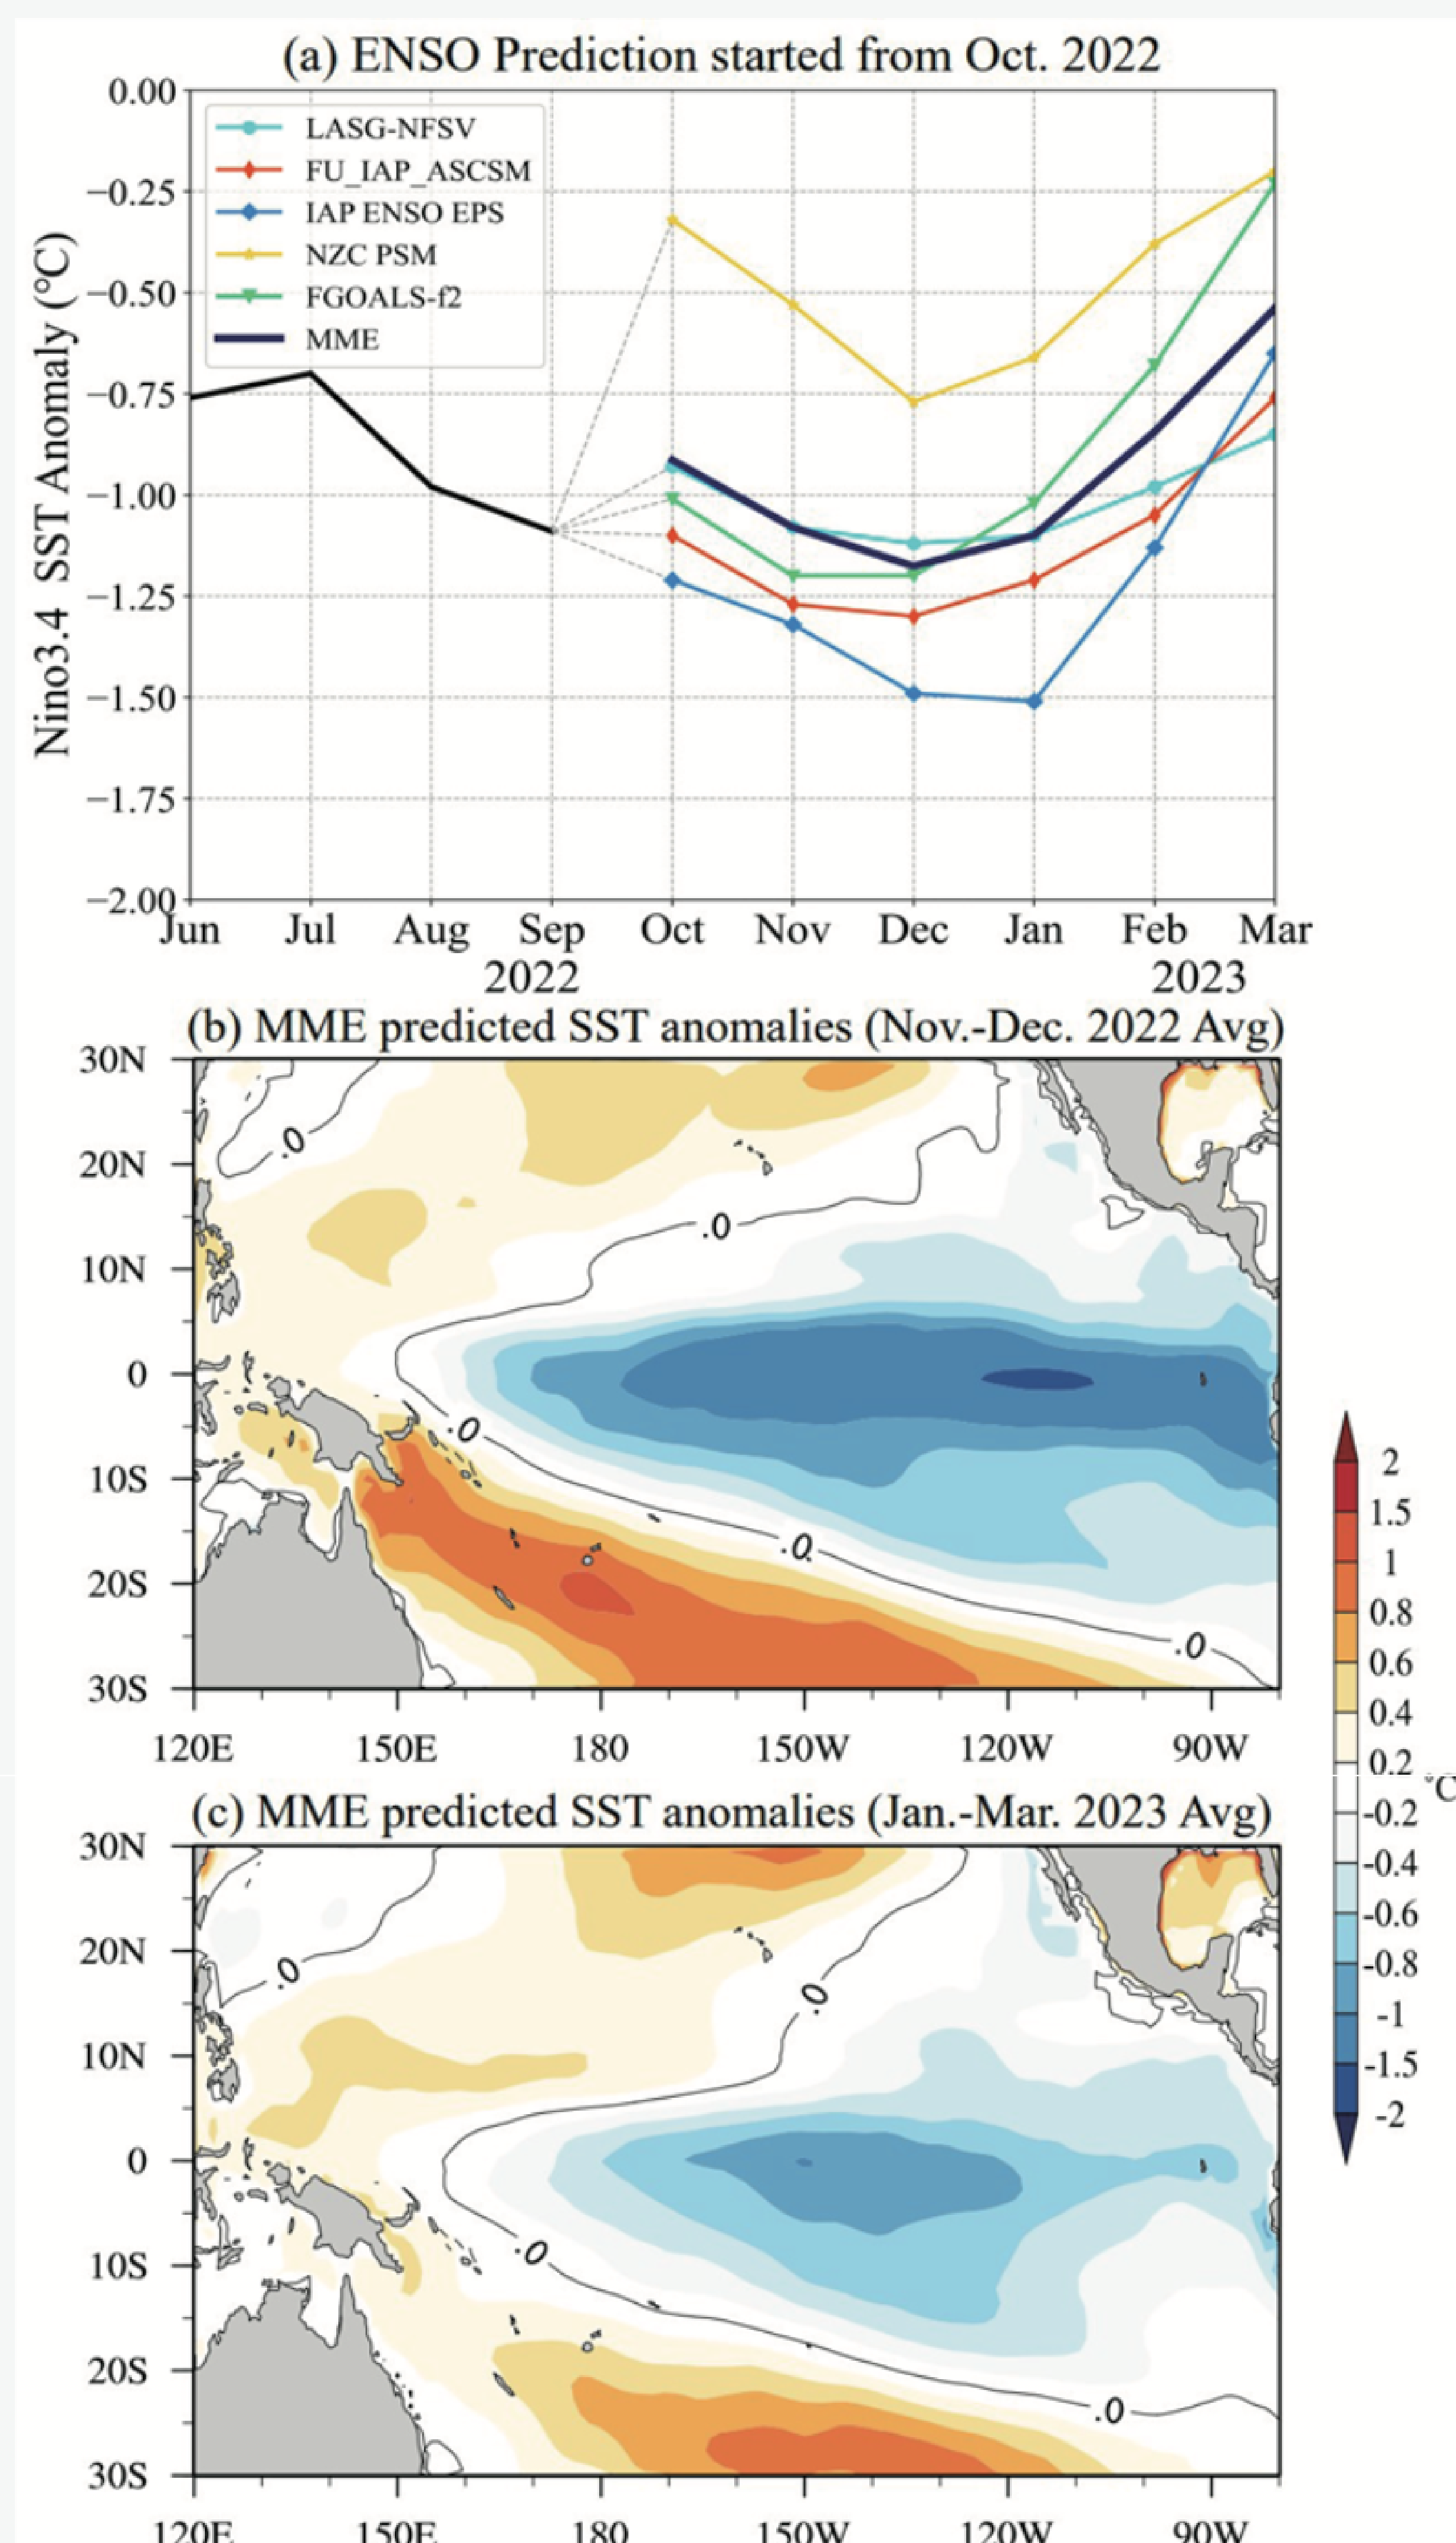 (a) ENSO Prediction started from Oct. 2022
Nino3.4 SST Anomaly (℃)
0.00
−0.25
−0.50
−0.75
−1.00
−1.25
−1.50
−1.75
−2.00
LASG-NFSV
FU_IAP_ASCSM
IAP ENSO EPS
NZC PSM
FGOALS-f2
MME
Jun Jul Aug Sep Oct Nov Dec Jan Feb Mar
2022 2023
(b) MME predicted SST anomalies (Nov.-Dec. 2022 Avg)
30N
20N
10N
0
10S
20S
30S
.0
.0
.0
.0
.0
120E 150E 180 150W 120W 90W
2
1.5
1
0.8
0.6
0.4
0.2
-0.2
-0.4
-0.6
-0.8
-1
-1.5
-2
°C
(c) MME predicted SST anomalies (Jan.-Mar. 2023 Avg)
30N
20N
10N
0
10S
20S
30S
.0
.0
.0
.0
120E 150E 180 150W 120W 90W